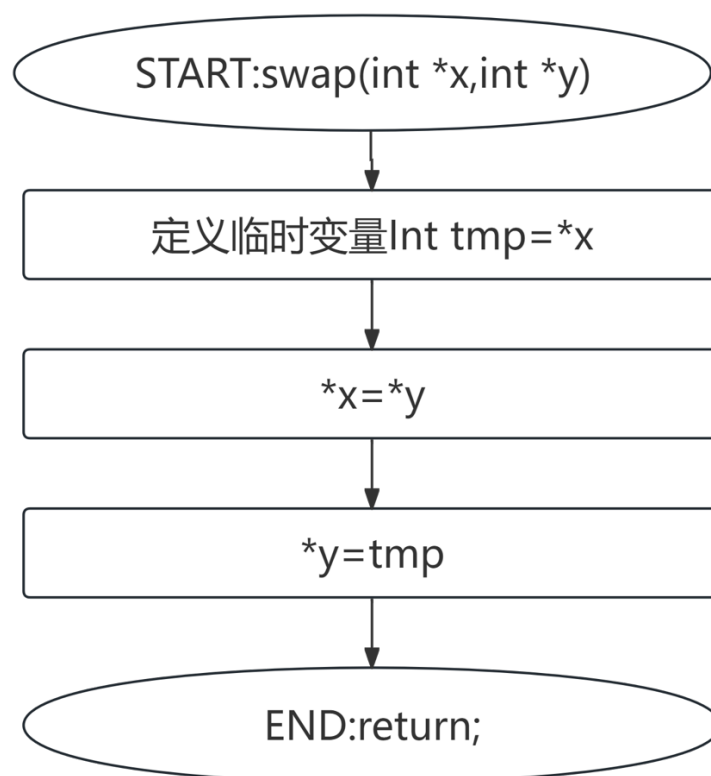 START:swap(int *x,int *y)
定义临时变量Int tmp=*x
*x=*y
*y=tmp
END:return;